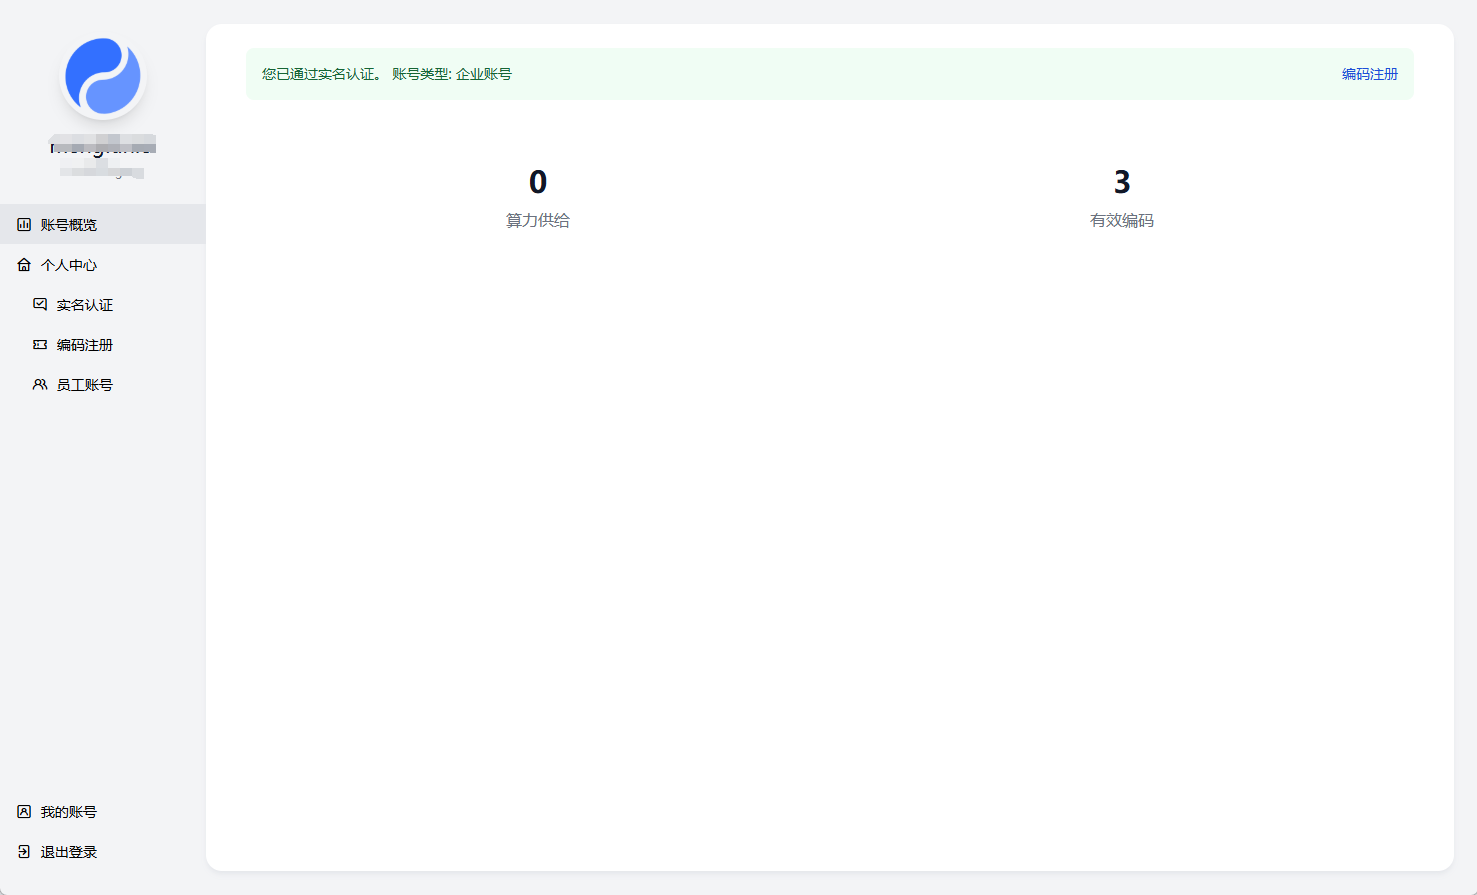 账号概览
个人中心
实名认证
编码注册
员工账号
我的账号
退出登录
您已通过实名认证。 账号类型: 企业账号
编码注册
0
算力供给
3
有效编码